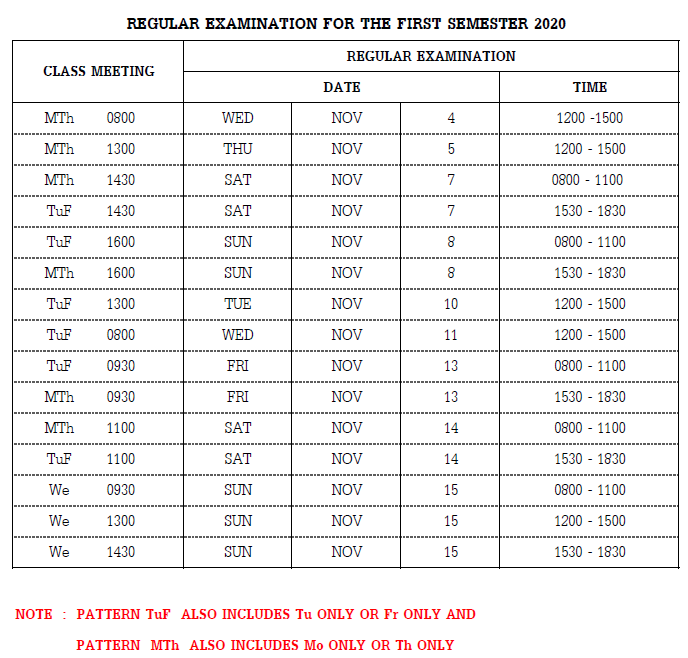 REGULAR EXAMINATION FOR THE FIRST SEMESTER 2020
CLASS MEETING REGULAR EXAMINATION
DATE TIME
MTh 0800 WED NOV 4 1200 -1500
MTh 1300 THU NOV 5 1200 - 1500
MTh 1430 SAT NOV 7 0800 - 1100
TuF 1430 SAT NOV 7 1530 - 1830
TuF 1600 SUN NOV 8 0800 - 1100
MTh 1600 SUN NOV 8 1530 - 1830
TuF 1300 TUE NOV 10 1200 - 1500
TuF 0800 WED NOV 11 1200 - 1500
TuF 0930 FRI NOV 13 0800 - 1100
MTh 0930 FRI NOV 13 1530 - 1830
MTh 1100 SAT NOV 14 0800 - 1100
TuF 1100 SAT NOV 14 1530 - 1830
We 0930 SUN NOV 15 0800 - 1100
We 1300 SUN NOV 15 1200 - 1500
We 1430 SUN NOV 15 1530 - 1830
NOTE : PATTERN TuF ALSO INCLUDES Tu ONLY OR Fr ONLY AND
PATTERN MTh ALSO INCLUDES Mo ONLY OR Th ONLY